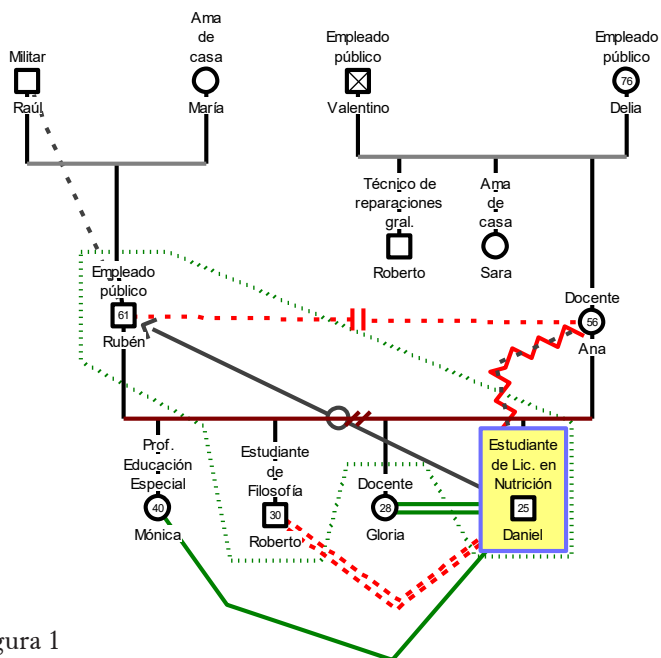 Militar
Raúl
Ama
de
casa
María
Empleado
público
Valentino
Empleado
público
76
Delia
Técnico de
reparaciones
gral.
Roberto
Ama
de
casa
Sara
Empleado
público
61
Rubén
Docente
56
Ana
Prof.
Educación
Especial
40
Mónica
Estudiante
de
Filosofía
30
Roberto
Docente
28
Gloria
Estudiante
de Lic. en
Nutrición
25
Daniel
gura 1